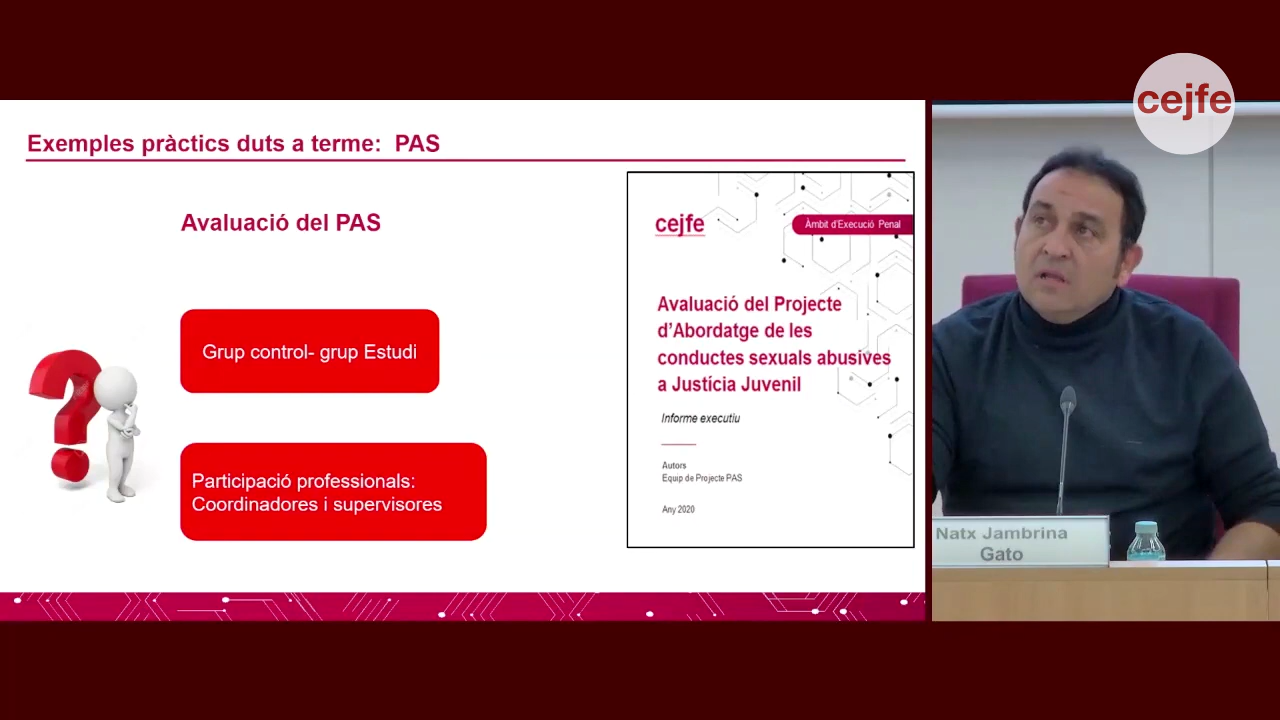 cejfe
Exemples pràctics duts a terme: PAS
Avaluació del PAS
Grup control- grup Estudi
Participació professionals:
Coordinadores i supervisores
cejfe
Àmbit d'Execució Penal
Avaluació del Projecte
d'Abordatge de les
conductes sexuals abusives
a Justícia Juvenil
Informe executiu
Autors
Equip de Projecte PAS
Any 2020
Natx Jambrina
Gato